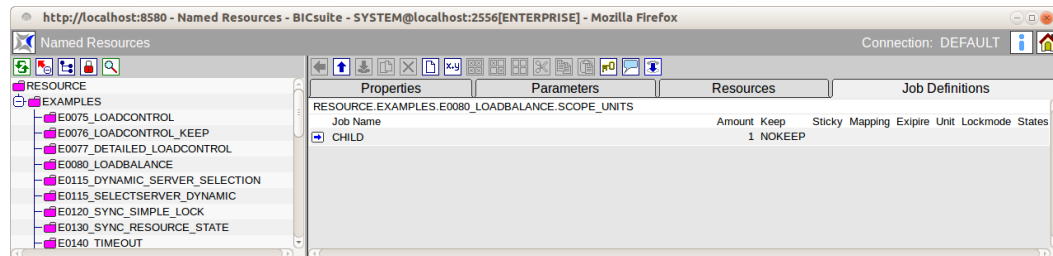 http://localhost:8580 - Named Resources - BICsuite - SYSTEM@localhost:2556[ENTERPRISE] - Mozilla Firefox
Named Resources
Connection: DEFAULT
x.y
RESOURCE
EXAMPLES
E0075_LOADCONTROL
E0076_LOADCONTROL_KEEP
E0077_DETAILED_LOADCONTROL
E0080_LOADBALANCE
E0115_DYNAMIC_SERVER_SELECTION
E0115_SELECTSERVER_DYNAMIC
E0120_SYNC_SIMPLE_LOCK
E0130_SYNC_RESOURCE_STATE
E0140_TIMEOUT
Properties Parameters Resources Job Definitions
RESOURCE.EXAMPLES.E0080_LOADBALANCE.SCOPE_UNITS
Job Name Amount Keep Sticky Mapping Exipire Unit Lockmode States
CHILD 1 NOKEEP